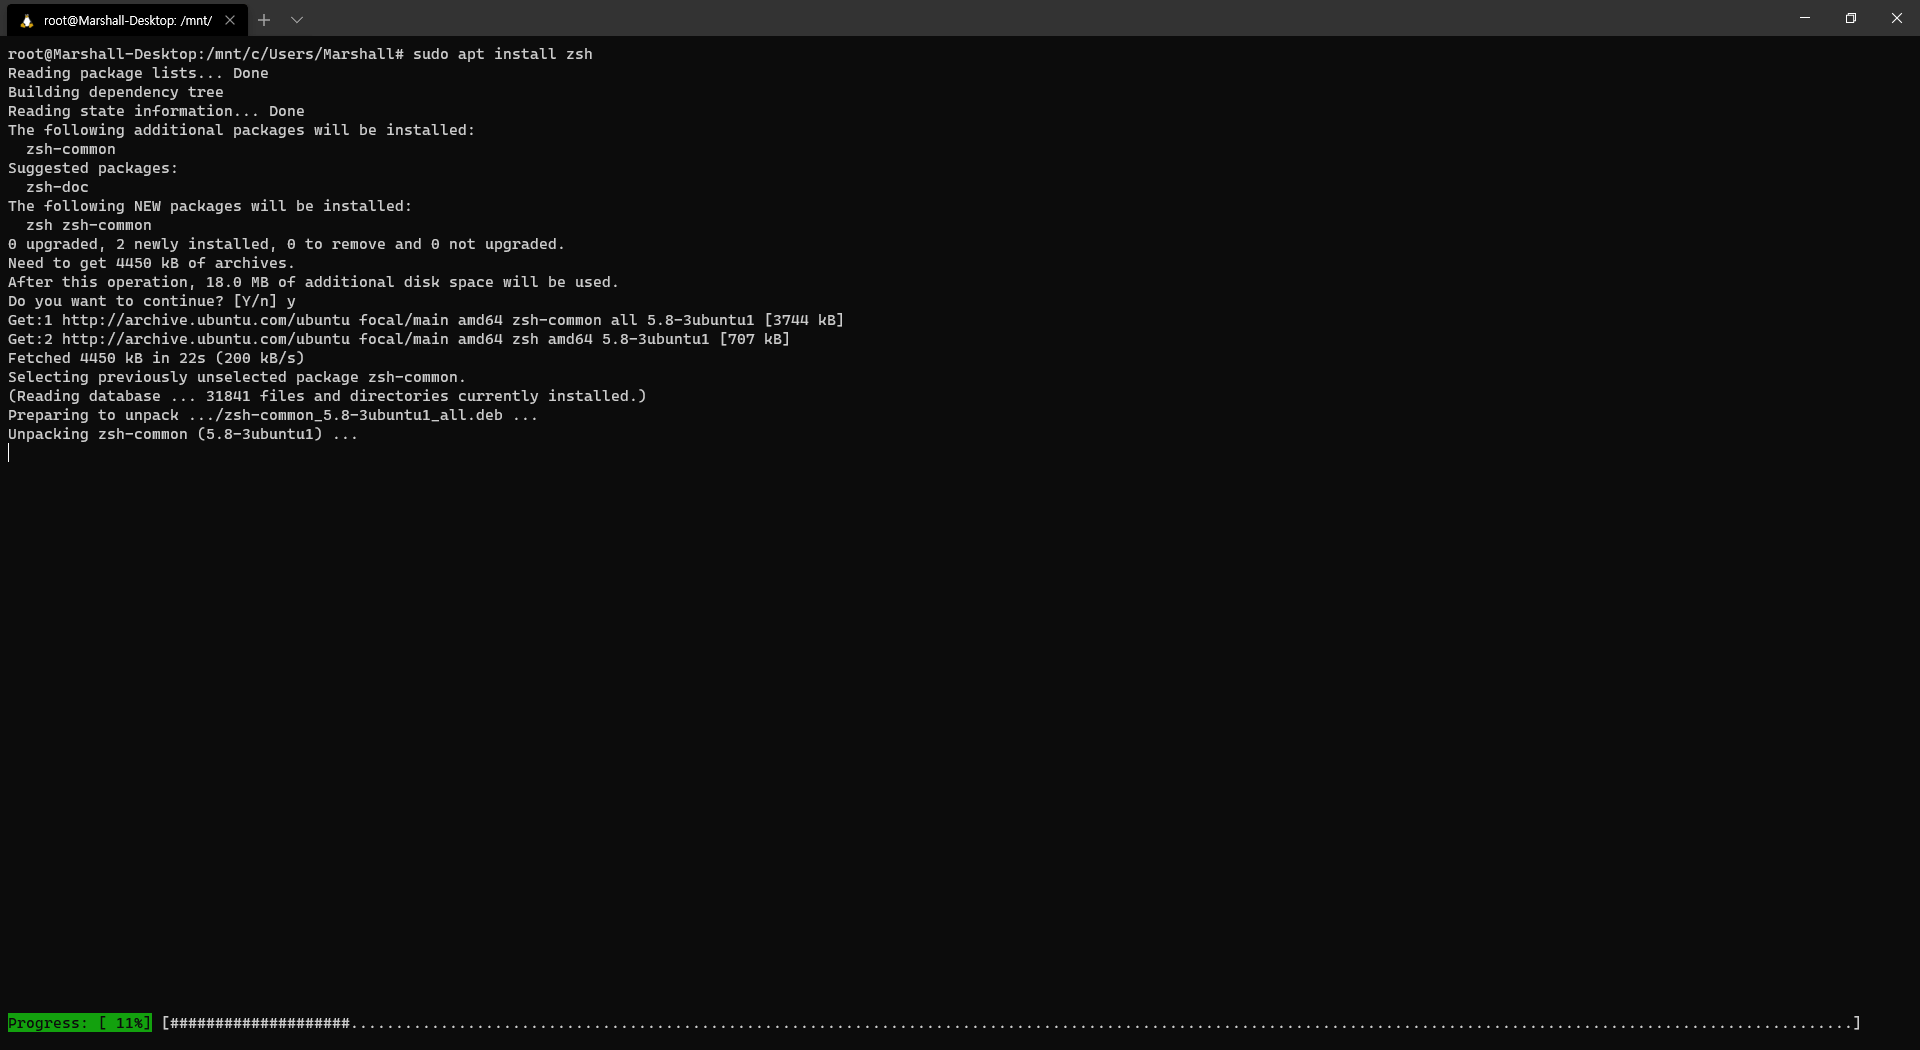 root@Marshall-Desktop: /mnt/
root@Marshall-Desktop:/mnt/c/Users/Marshall# sudo apt install zsh
Reading package lists... Done
Building dependency tree
Reading state information... Done
The following additional packages will be installed:
  zsh-common
Suggested packages:
  zsh-doc
The following NEW packages will be installed:
  zsh zsh-common
0 upgraded, 2 newly installed, 0 to remove and 0 not upgraded.
Need to get 4450 kB of archives.
After this operation, 18.0 MB of additional disk space will be used.
Do you want to continue? [Y/n] y
Get:1 http://archive.ubuntu.com/ubuntu focal/main amd64 zsh-common all 5.8-3ubuntu1 [3744 kB]
Get:2 http://archive.ubuntu.com/ubuntu focal/main amd64 zsh amd64 5.8-3ubuntu1 [707 kB]
Fetched 4450 kB in 22s (200 kB/s)
Selecting previously unselected package zsh-common.
(Reading database ... 31841 files and directories currently installed.)
Preparing to unpack .../zsh-common_5.8-3ubuntu1_all.deb ...
Unpacking zsh-common (5.8-3ubuntu1) ...
Progress: [ 11%] [####################.......................................................................................................................................................................]